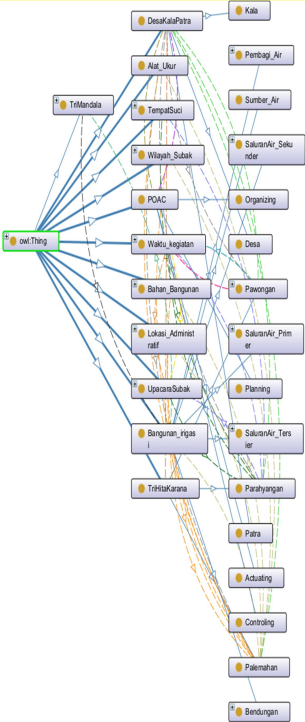 DesaKalaPatra
Kala
Alat_Ukur
Pembagi_Air
TriMandala
TempatSuci
Sumber_Air
Wilayah_Subak
SaluranAir_Seku
nder
POAC
Organizing
owl:Thing
Waktu_kegiatan
Desa
Bahan_Bangunan
Pawongan
Lokasi_Administ
ratif
SaluranAir_Prim
er
UpacaraSubak
Planning
Bangunan_irigas
i
SaluranAir_Ters
ier
TriHitaKarana
Parahyangan
Patra
Actuating
Controling
Palemahan
Bendungan